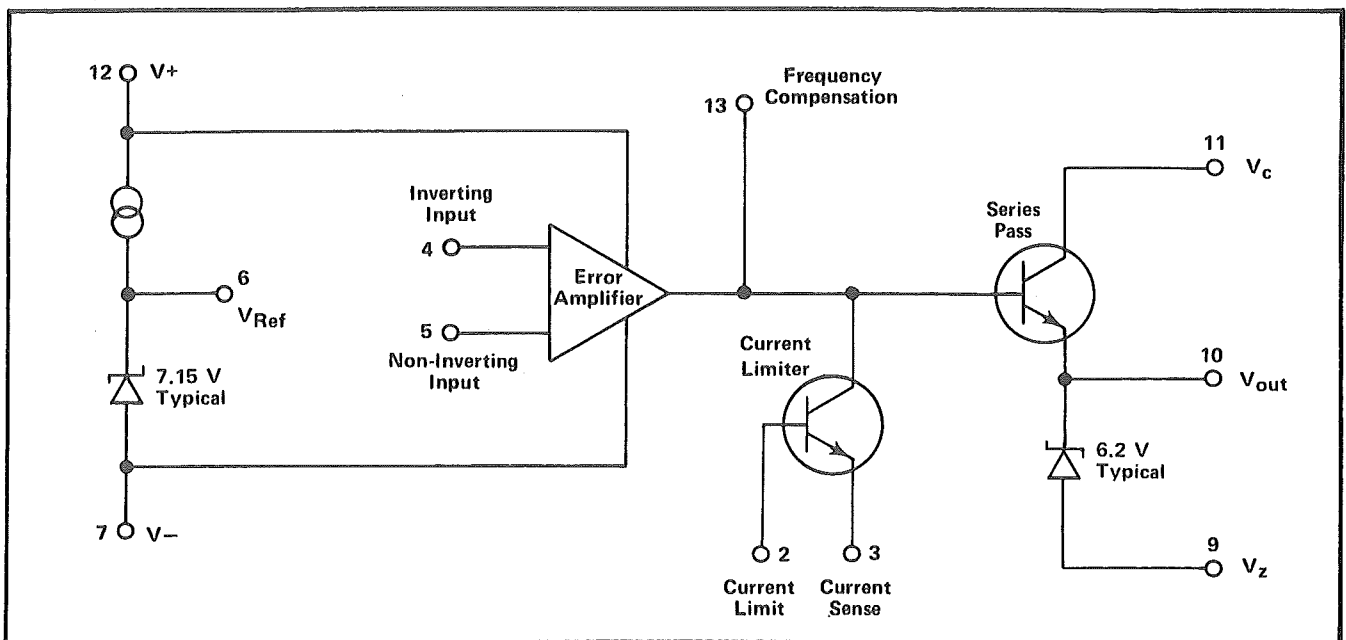 12 V+
Frequency
Compensation
13
11
Vc
Inverting
Input
4
Series
Pass
6
VRef
Error
Amplifier
5
Non-Inverting
Input
Current
Limiter
10
Vout
7.15 V
Typical
6.2 V
Typical
7 V–
2
3
9
Vz
Current
Limit
Current
Sense